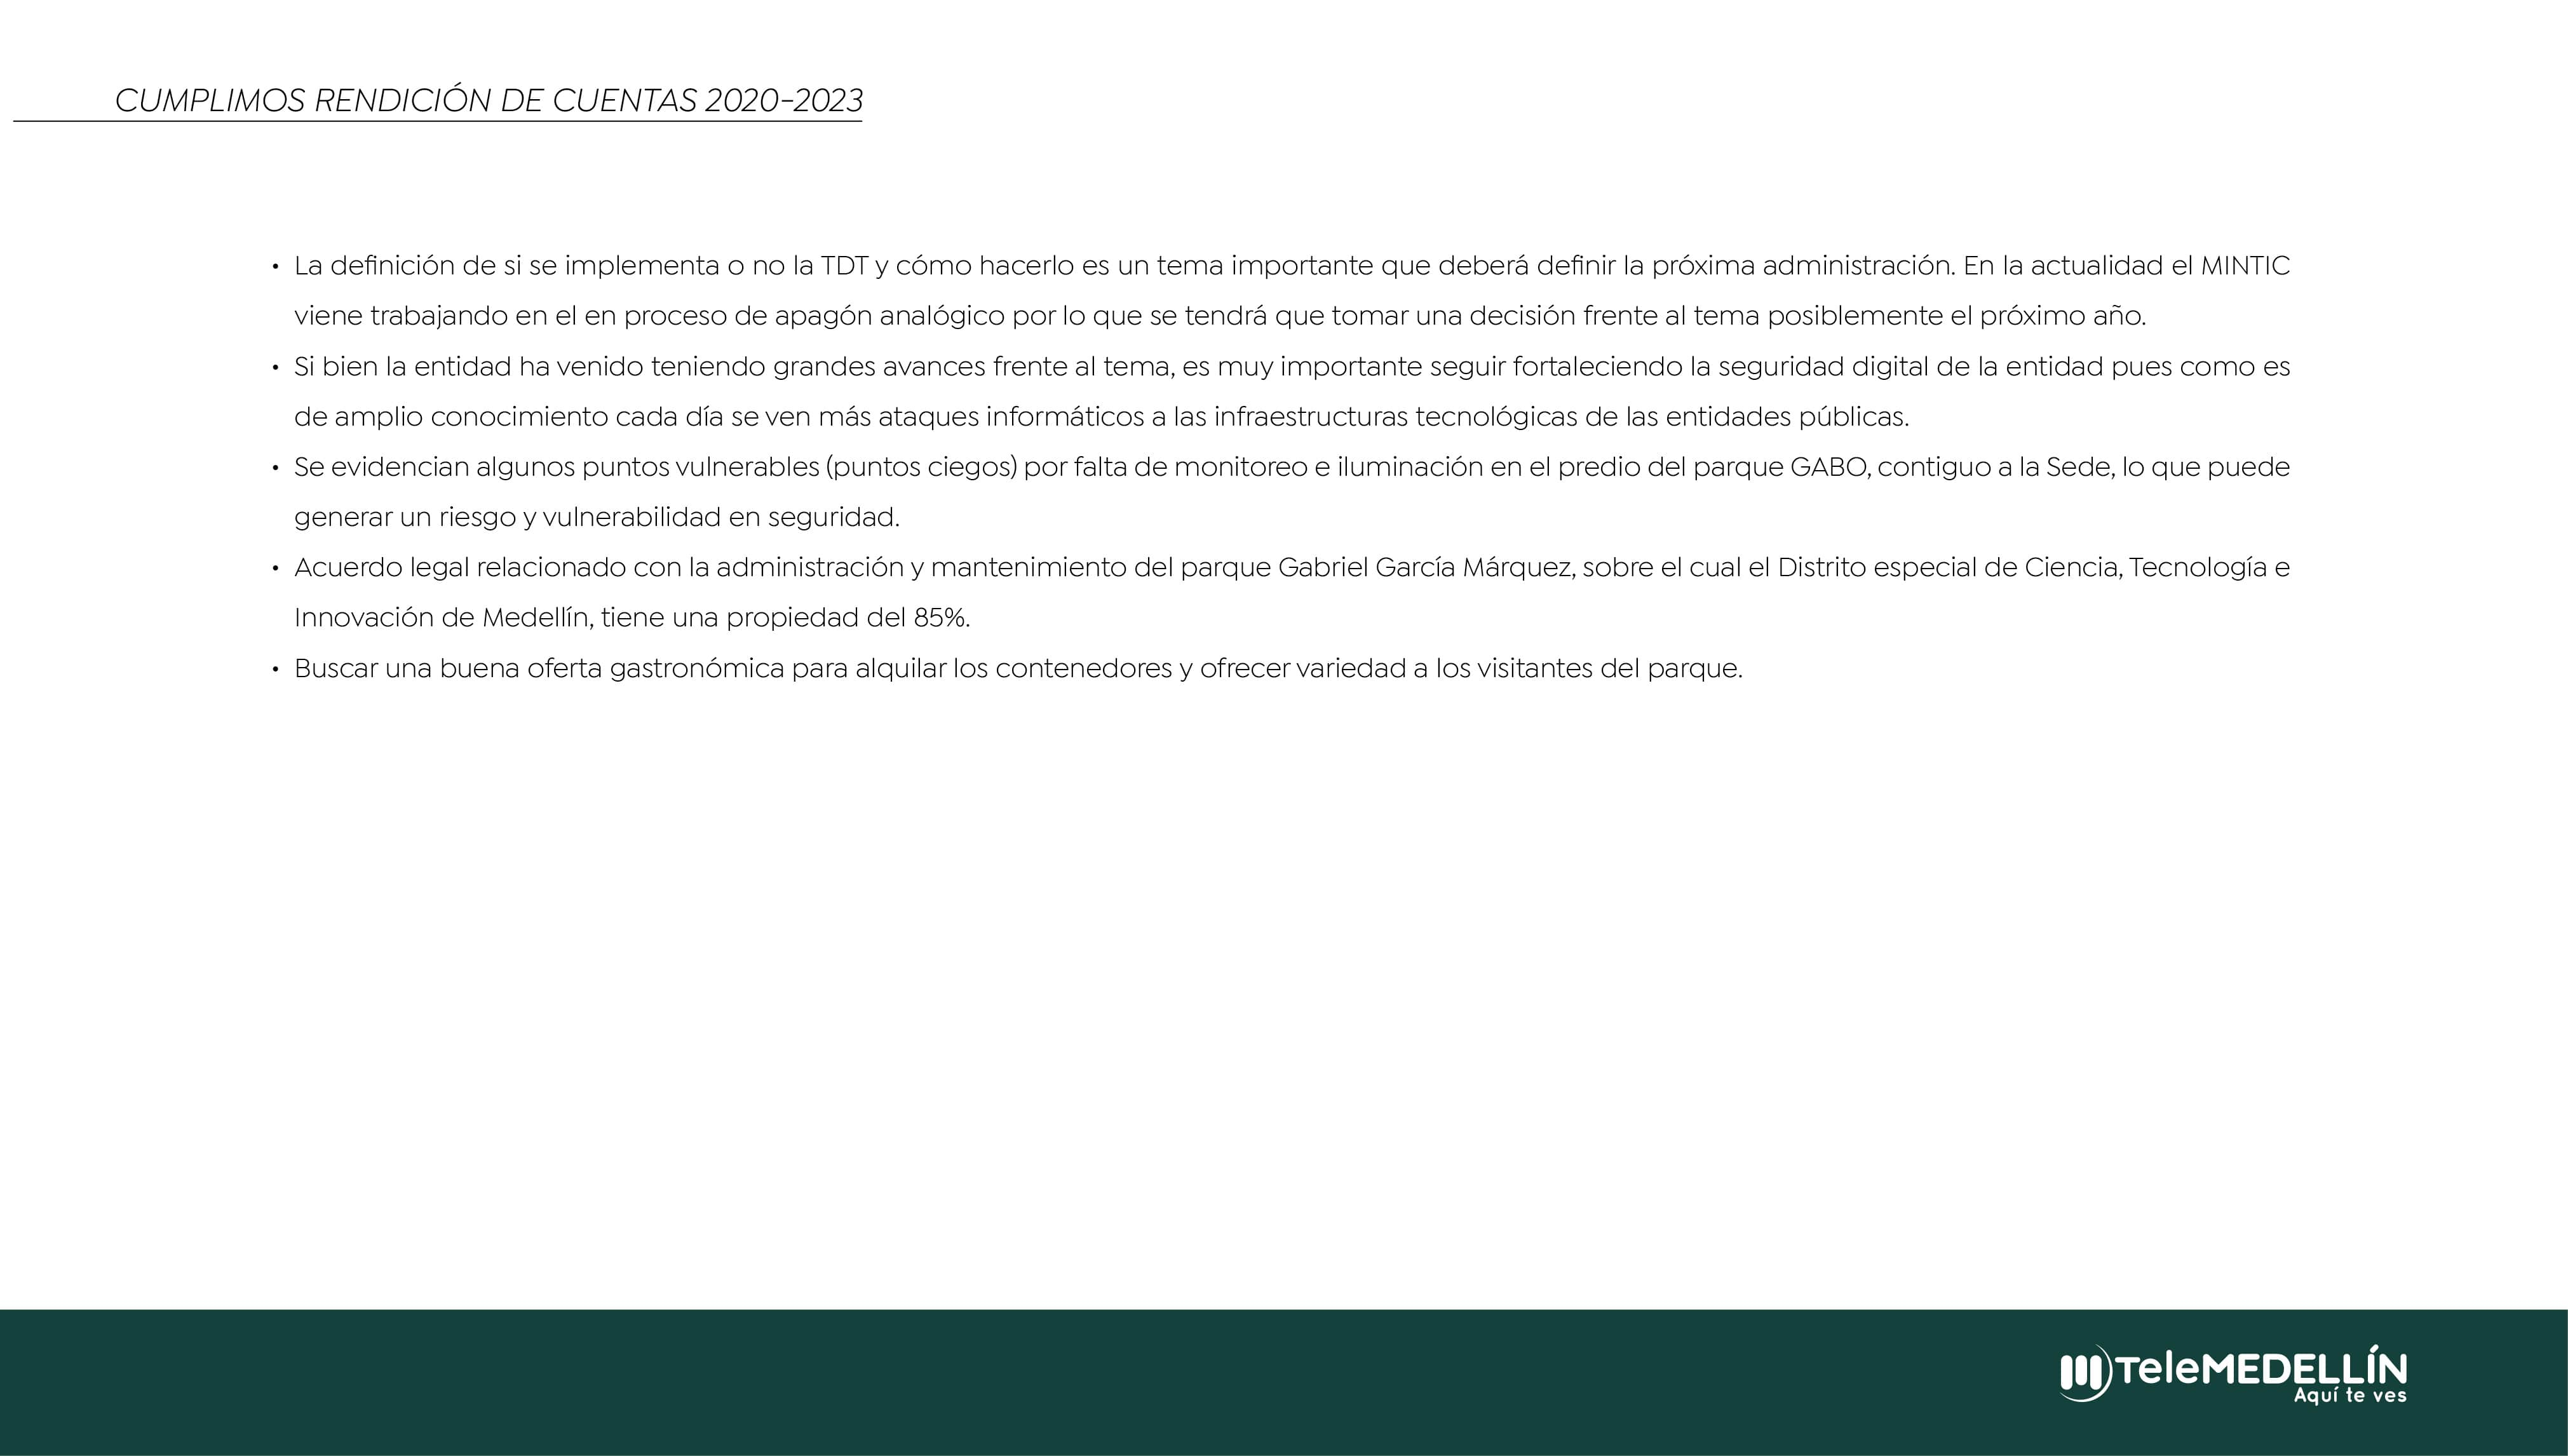 CUMPLIMOS RENDICIÓN DE CUENTAS 2020-2023
• La definición de si se implementa o no la TDT y cómo hacerlo es un tema importante que deberá definir la próxima administración. En la actualidad el MINTIC
viene trabajando en el en proceso de apagón analógico por lo que se tendrá que tomar una decisión frente al tema posiblemente el próximo año.
• Si bien la entidad ha venido teniendo grandes avances frente al tema, es muy importante seguir fortaleciendo la seguridad digital de la entidad pues como es
de amplio conocimiento cada día se ven más ataques informáticos a las infraestructuras tecnológicas de las entidades públicas.
• Se evidencian algunos puntos vulnerables (puntos ciegos) por falta de monitoreo e iluminación en el predio del parque GABO, contiguo a la Sede, lo que puede
generar un riesgo y vulnerabilidad en seguridad.
• Acuerdo legal relacionado con la administración y mantenimiento del parque Gabriel García Márquez, sobre el cual el Distrito especial de Ciencia, Tecnología e
Innovación de Medellín, tiene una propiedad del 85%.
• Buscar una buena oferta gastronómica para alquilar los contenedores y ofrecer variedad a los visitantes del parque.
TeleMEDELLÍN
Aquí te ves